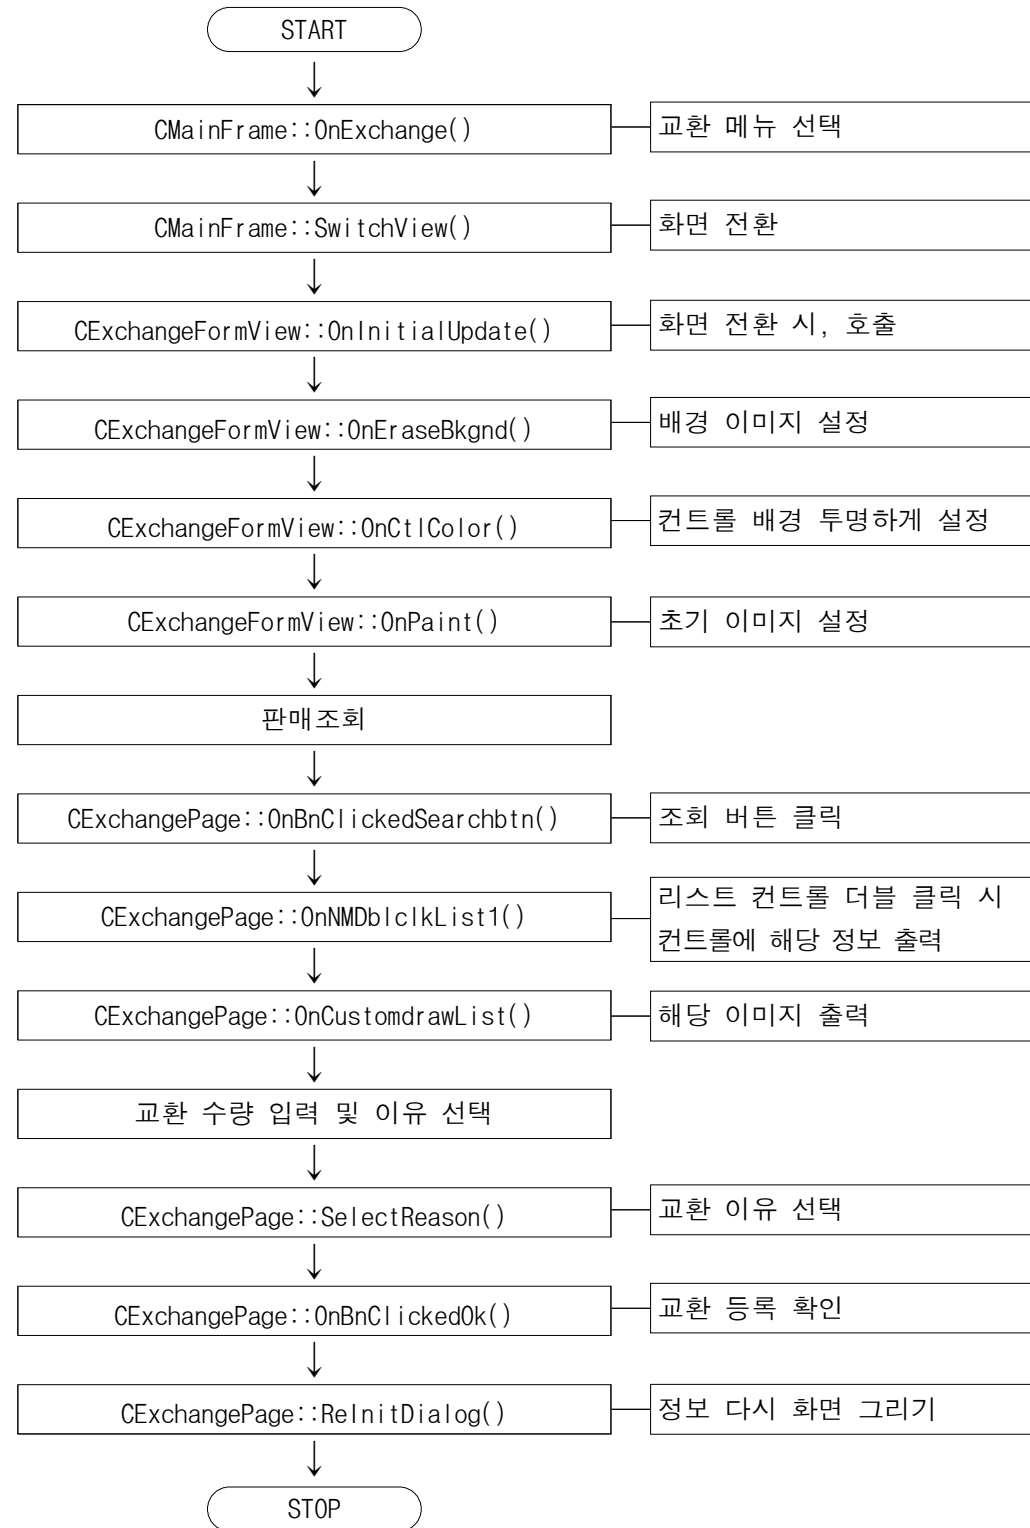 START
CMainFrame::OnExchange()
교환 메뉴 선택
CMainFrame::SwitchView()
화면 전환
CExchangeFormView::OnInitialUpdate()
화면 전환 시, 호출
CExchangeFormView::OnEraseBkgnd()
배경 이미지 설정
CExchangeFormView::OnCtlColor()
컨트롤 배경 투명하게 설정
CExchangeFormView::OnPaint()
초기 이미지 설정
판매조회
CExchangePage::OnBnClickedSearchbtn()
조회 버튼 클릭
CExchangePage::OnNMDblclkList1()
리스트 컨트롤 더블 클릭 시
컨트롤에 해당 정보 출력
CExchangePage::OnCustomdrawList()
해당 이미지 출력
교환 수량 입력 및 이유 선택
CExchangePage::SelectReason()
교환 이유 선택
CExchangePage::OnBnClickedOk()
교환 등록 확인
CExchangePage::ReInitDialog()
정보 다시 화면 그리기
STOP